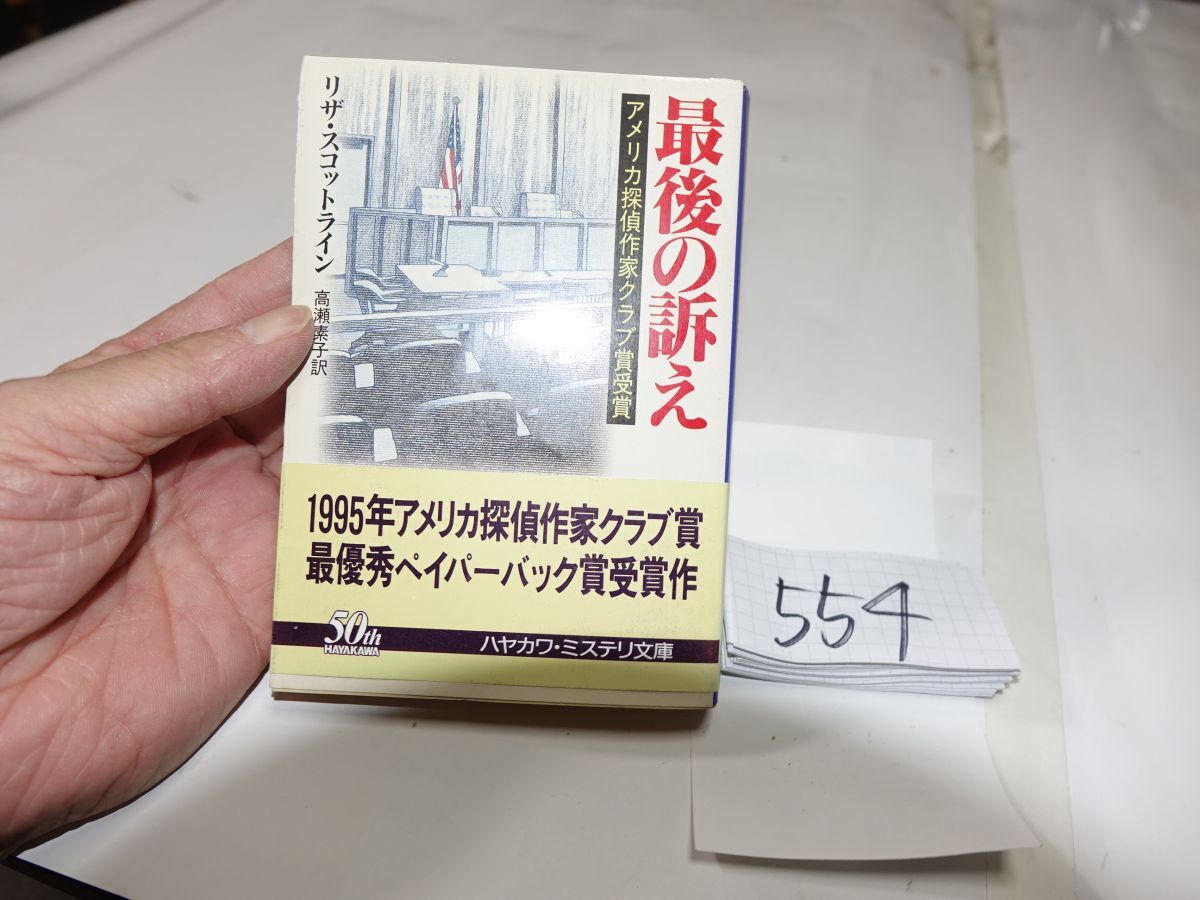 最後の訴え
アメリカ探偵作家クラブ賞受賞
リザ・スコットライン
高瀬素子訳
1995年アメリカ探偵作家クラブ賞
最優秀ペイパーバック賞受賞作
50th
HAYAKAWA
ハヤカワ・ミステリ文庫
554